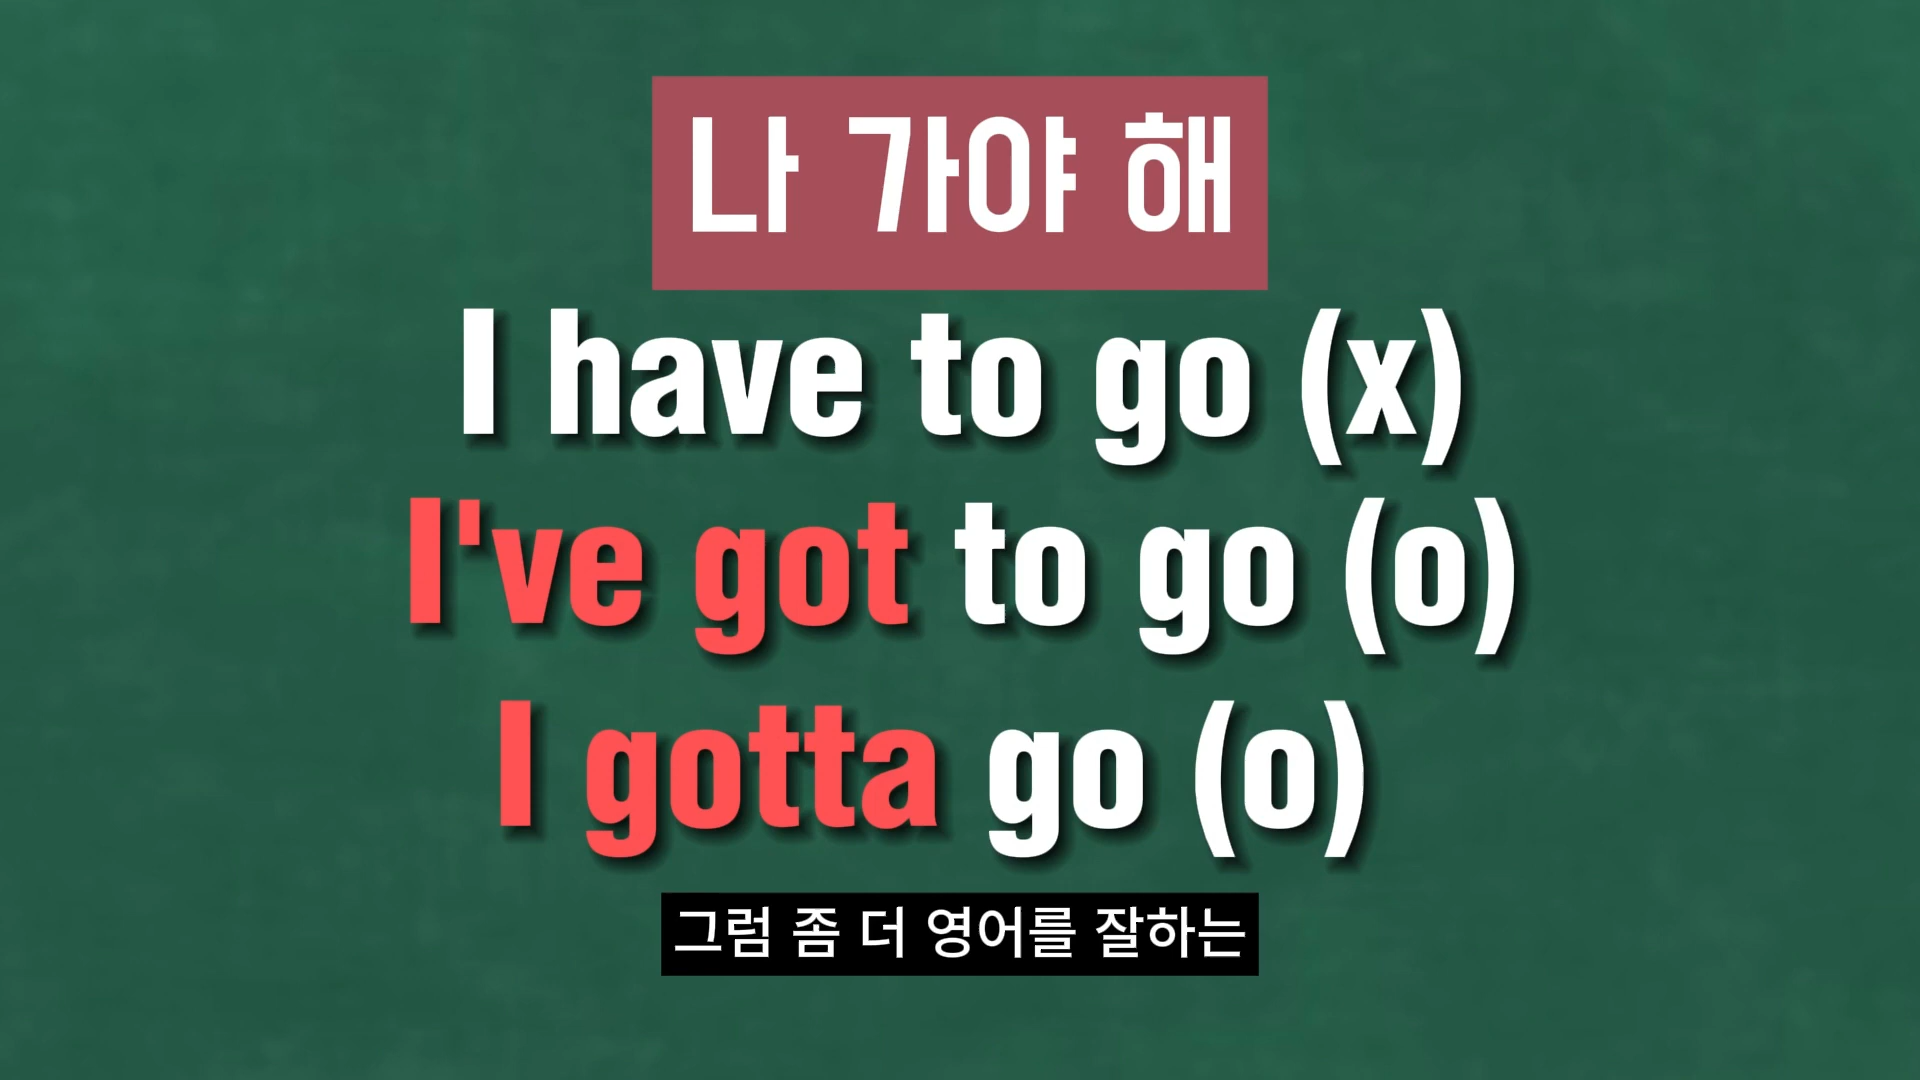 나 가야 해
I have to go (x)
I've got to go (o)
I gotta go (o)
그럼 좀 더 영어를 잘하는